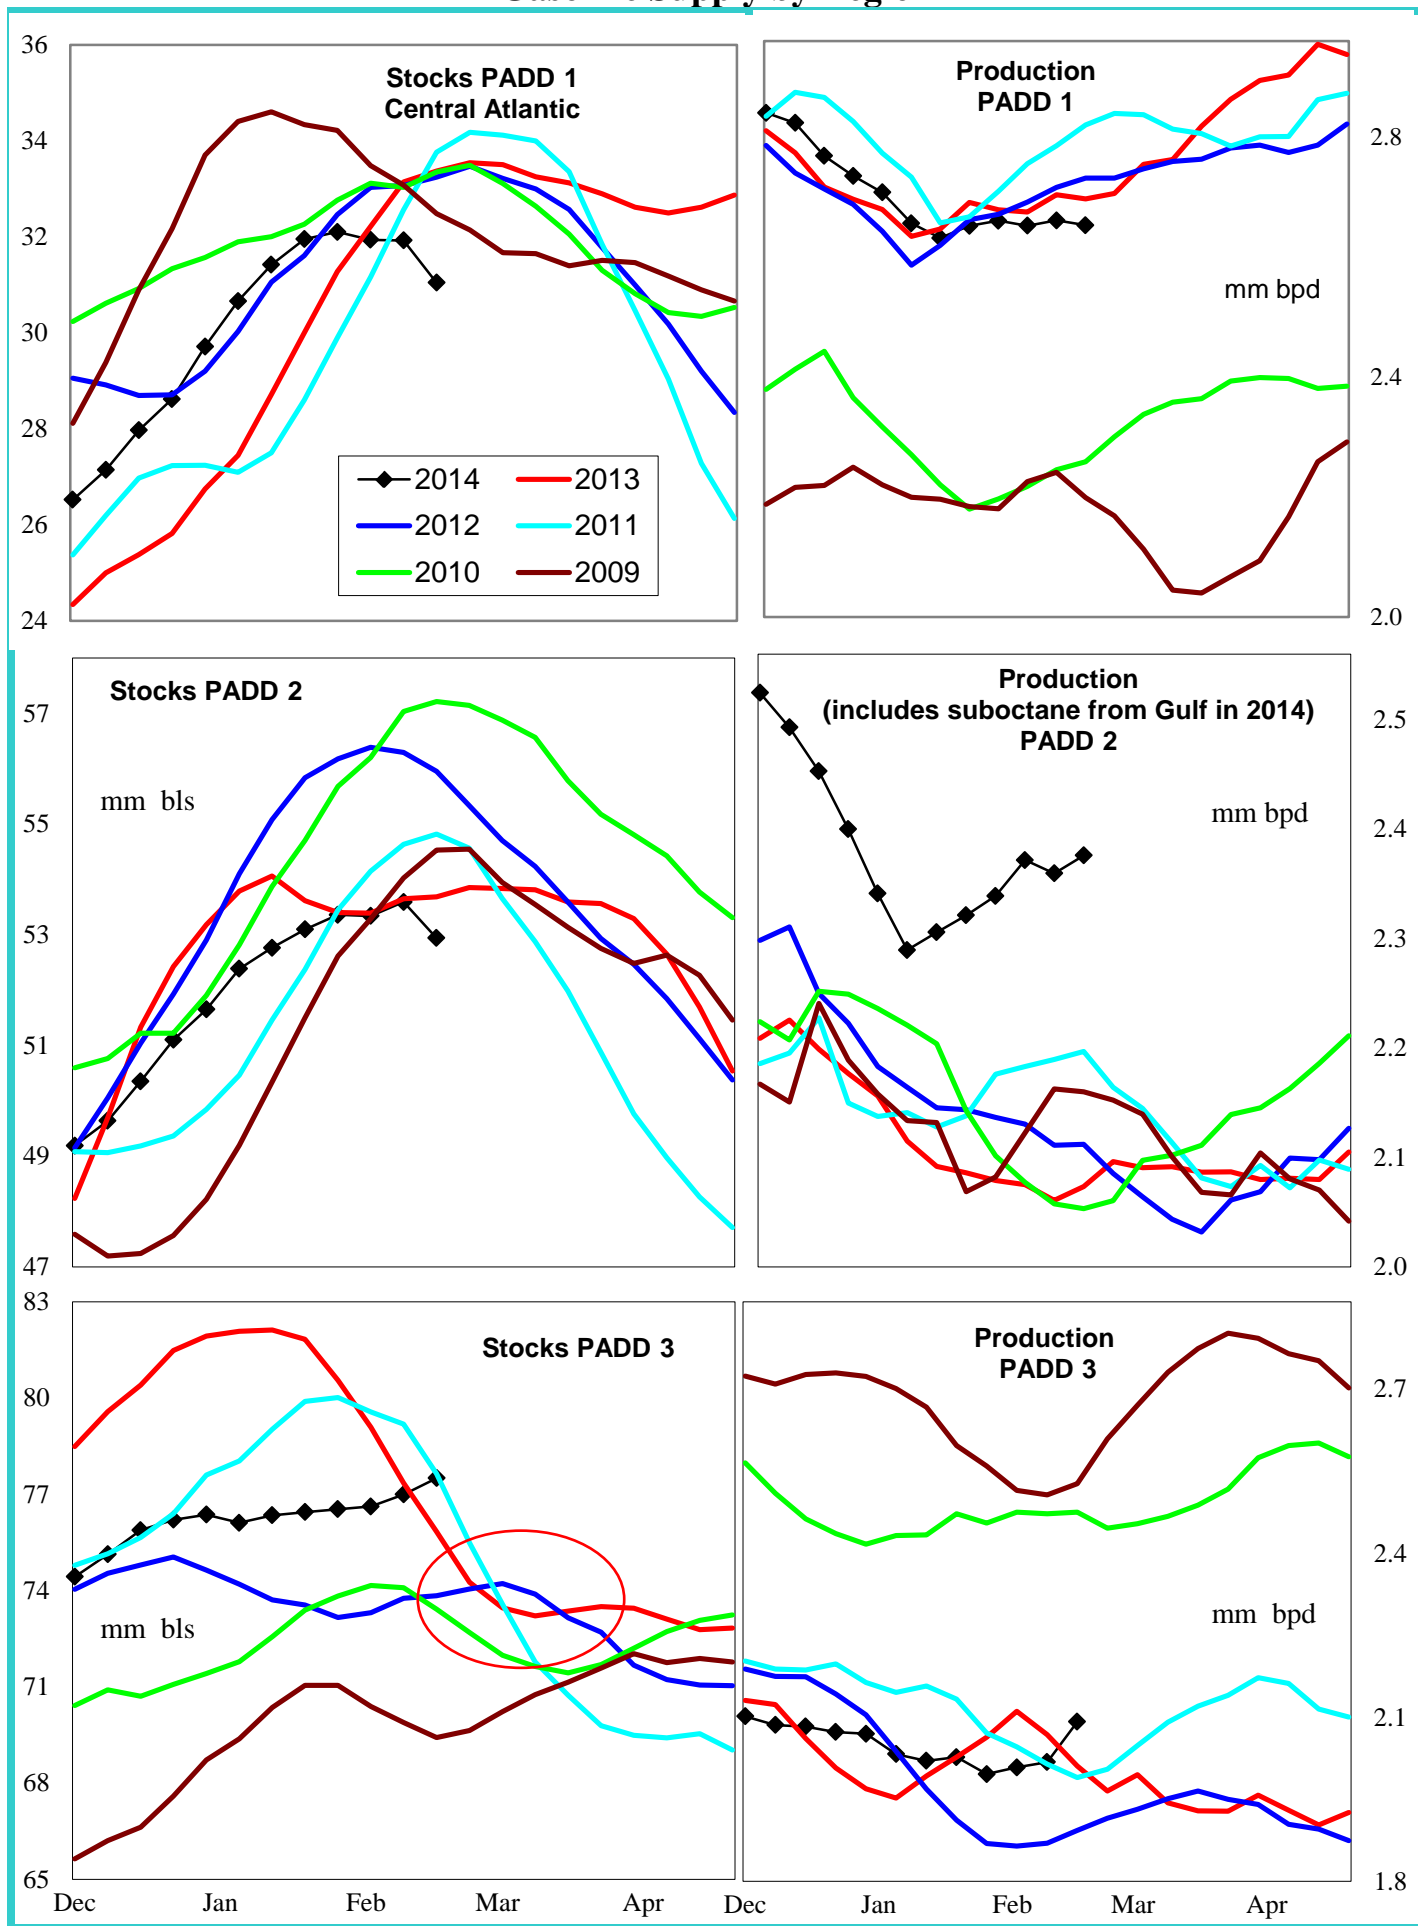 36
34
32
30
28
26
24
Stocks PADD 1
Central Atlantic
2014
2013
2012
2011
2010
2009
Production
PADD 1
mm bpd
2.8
2.4
2.0
Stocks PADD 2
mm bls
57
55
53
51
49
47
Production
(includes suboctane from Gulf in 2014)
PADD 2
mm bpd
2.5
2.4
2.3
2.2
2.1
2.0
83
80
77
74
71
68
65
Stocks PADD 3
mm bls
Dec Jan Feb Mar Apr
Production
PADD 3
mm bpd
2.7
2.4
2.1
1.8
Dec Jan Feb Mar Apr